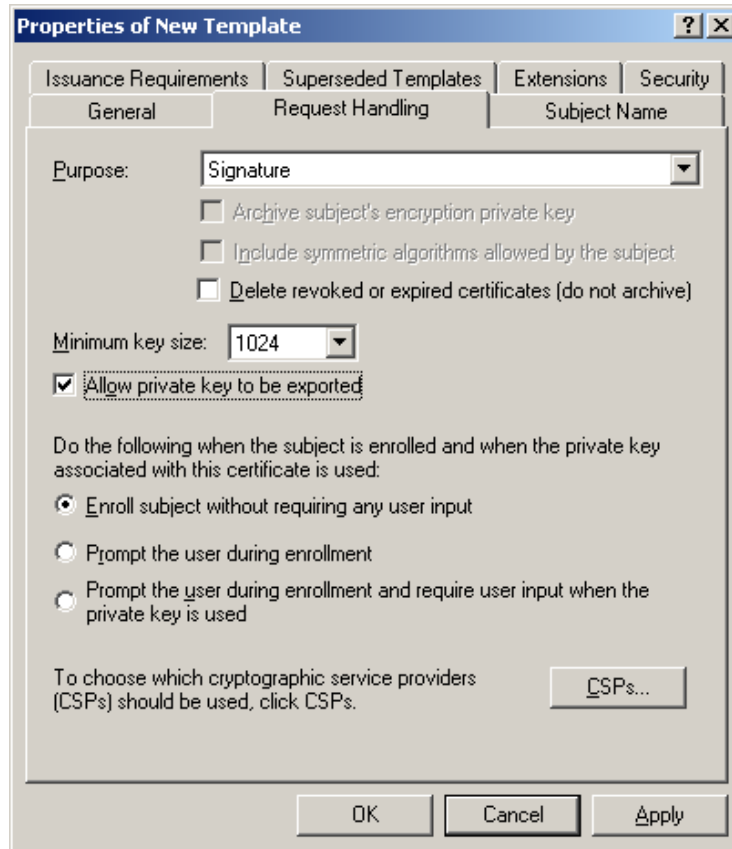 Properties of New Template
Issuance Requirements Superseded Templates Extensions Security
General Request Handling Subject Name
Purpose: Signature
Archive subject's encryption private key
Include symmetric algorithms allowed by the subject
Delete revoked or expired certificates (do not archive)
Minimum key size: 1024
Allow private key to be exported
Do the following when the subject is enrolled and when the private key
associated with this certificate is used:
Enroll subject without requiring any user input
Prompt the user during enrollment
Prompt the user during enrollment and require user input when the
private key is used
To choose which cryptographic service providers
(CSPs) should be used, click CSPs.
CSPs...
OK Cancel Apply